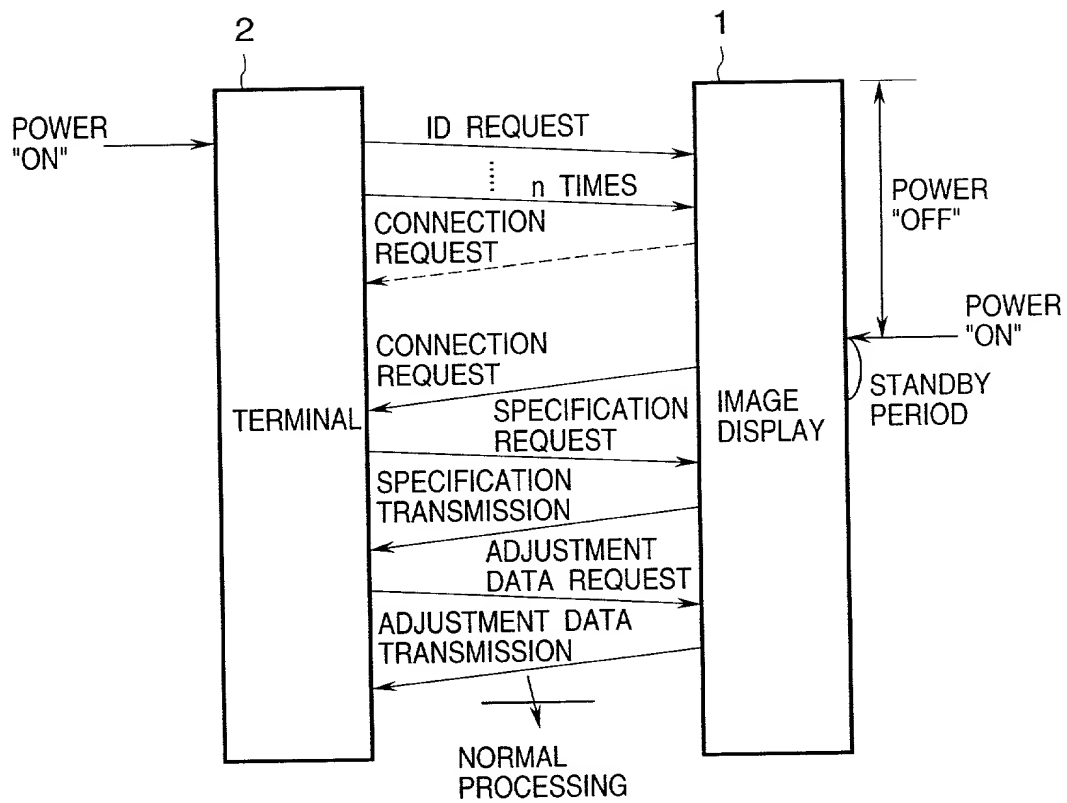 2
1
POWER
"ON"
ID REQUEST
n TIMES
POWER
"OFF"
CONNECTION
REQUEST
POWER
"ON"
CONNECTION
REQUEST
STANDBY
PERIOD
TERMINAL
SPECIFICATION
REQUEST
IMAGE
DISPLAY
SPECIFICATION
TRANSMISSION
ADJUSTMENT
DATA REQUEST
ADJUSTMENT DATA
TRANSMISSION
NORMAL
PROCESSING